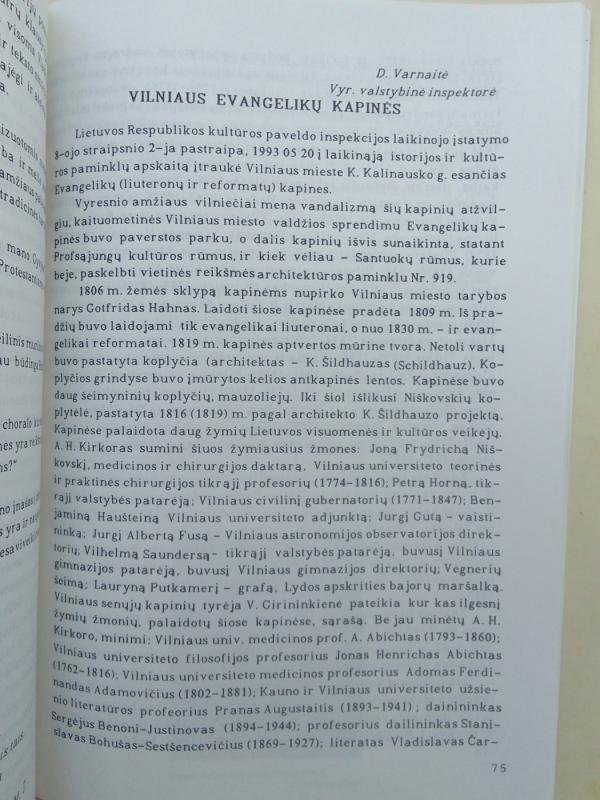 D. Varnaitė
Vyr. valstybinė inspektorė
VILNIAUS EVANGELIKŲ KAPINĖS
Lietuvos Respublikos kultūros paveldo inspekcijos laikinojo įstatymo
8-ojo straipsnio 2-ja pastraipa, 1993 05 20 į laikinąją istorijos ir kultū-
ros paminklų apskaitą įtraukė Vilniaus mieste K. Kalinausko g. esančias
Evangelikų (liuteronų ir reformatų) kapines.
Vyresnio amžiaus vilniečiai mena vandalizmą šių kapinių atžvil-
giu, kaituometinės Vilniaus miesto valdžios sprendimu Evangelikų ka-
pinės buvo paverstos parku, o dalis kapinių išvis sunaikinta, statant
Profsąjungų kultūros rūmus, ir kiek vėliau – Santuokų rūmus, kurie
beje, paskelbti vietinės reikšmės architektūros paminklu Nr. 919.
1806 m. žemės sklypą kapinėms nupirko Vilniaus miesto tarybos
narys Gotfridas Hahnas. Laidoti šiose kapinėse pradėta 1809 m. Iš pra-
džių buvo laidojami tik evangelikai liuteronai, o nuo 1830 m. – ir evan-
gelikai reformatai. 1819 m. kapinės aptvertos mūrine tvora. Netoli vartų
buvo pastatyta koplyčia (architektas – K. Šildhauzas (Schildhauz). Ko-
plyčios grindyse buvo įmūrytos kelios antkapinės lentos. Kapinėse buvo
daug šeimyninių koplyčių, mauzoliejų. Iki šiol išlikusi Niškovskių ko-
plytėlė, pastatyta 1816 (1819) m. pagal architekto K. Šildhauzo projektą.
Kapinėse palaidota daug žymių Lietuvos visuomenės ir kultūros veikėjų.
A. H. Kirkoras sumini šiuos žymiausius žmones: Joną Frydrichą Niš-
kovskį, medicinos ir chirurgijos daktarą, Vilniaus universiteto teorinės
ir praktinės chirurgijos tikrąjį profesorių (1774–1816); Petrą Horną, tik-
rąjį valstybės patarėją; Vilniaus civilinį gubernatorių (1771–1847); Ben-
jaminą Haušteiną Vilniaus universiteto adjunktą; Jurgį Gutą – vaisti-
ninką; Jurgį Albertą Fusą – Vilniaus astronomijos observatorijos direk-
torių; Vilhelmą Saundersą- tikrąjį valstybės patarėją, buvusį Vilniaus
gimnazijos patarėją, buvusį Vilniaus gimnazijos direktorių; Vegnerių
šeimą; Lauryną Putkamerį – grafą, Lydos apskrities bajorų maršalką.
Vilniaus senųjų kapinių tyrėja V. Girininkienė pateikia kur kas ilgesnį
žymių žmonių, palaidotų šiose kapinėse, sąrašą. Be jau minėtų A. H.
Kirkoro, minimi: Vilniaus univ. medicinos prof. A. Abichtas (1793–1860);
Vilniaus universiteto filosofijos profesorius Jonas Henrichas Abichtas
(1762–1816); Vilniaus universiteto medicinos profesorius Adomas Ferdi-
nandas Adamovičius (1802–1881); Kauno ir Vilniaus universiteto užsie-
nio literatūros profeorius Pranas Augustaitis (1893–1941); dainininkas
Sergėjus Benoni-Justinovas (1894–1944); profesorius dailininkas Stani-
slavas Bohušas-Sestšencevičius (1869–1927); literatas Vladislavas Čar-
75